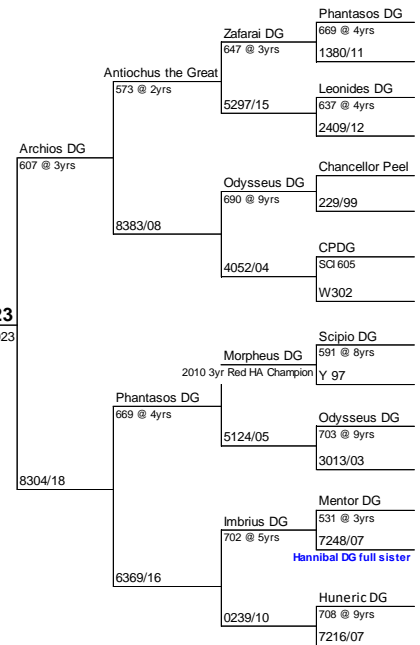 Phantasos DG
Zafarai DG
669 @ 4yrs
647 @ 3yrs
1380/11
Antiochus the Great
573 @ 2yrs
Leonides DG
5297/15
637 @ 4yrs
2409/12
Archios DG
607 @ 3yrs
Chancellor Peel
Odysseus DG
229/99
690 @ 9yrs
8383/08
CPDG
4052/04
SCI 605
W302
23
023
Scipio DG
Morpheus DG
591 @ 8yrs
2010 3yr Red HA Champion
Y 97
Phantasos DG
669 @ 4yrs
Odysseus DG
5124/05
703 @ 9yrs
3013/03
8304/18
Mentor DG
Imbrius DG
531 @ 3yrs
702 @ 5yrs
7248/07
Hannibal DG full sister
6369/16
Huneric DG
0239/10
708 @ 9yrs
7216/07